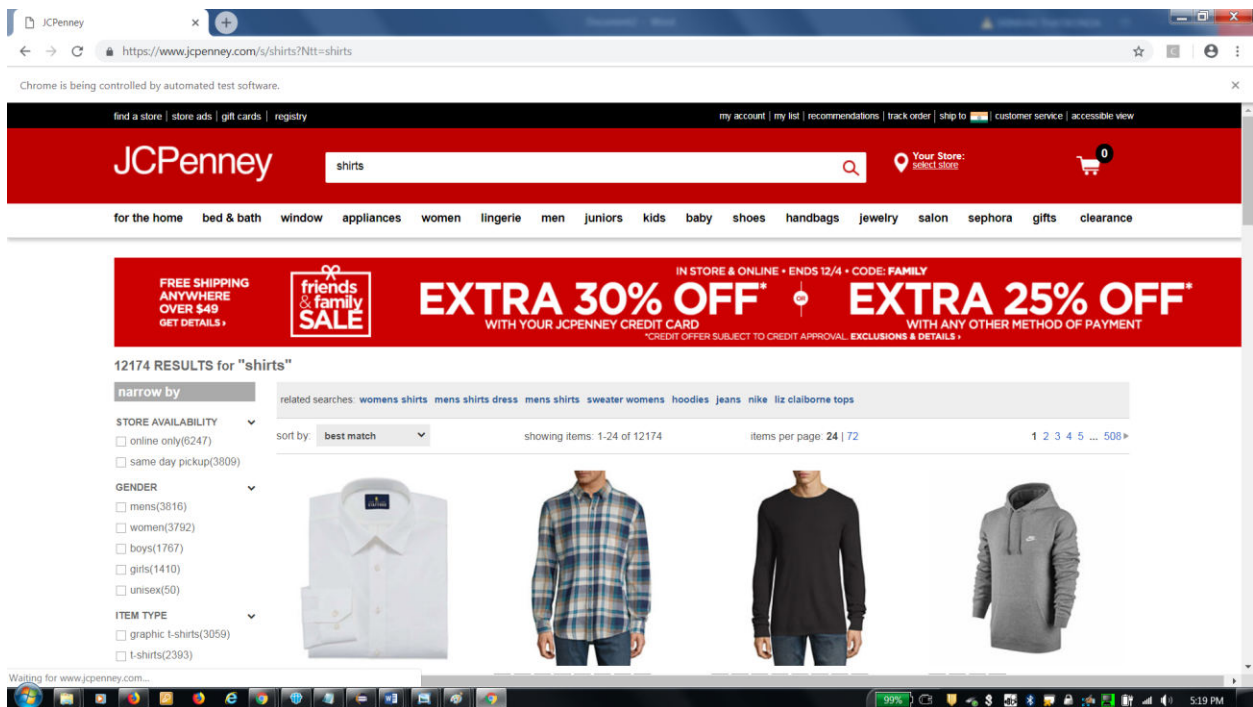 JCPenney
https://www.jcpenney.com/s/shirts?Ntt=shirts
Chrome is being controlled by automated test software.
find a store | store ads | gift cards | registry
my account | my list | recommendations | track order | ship to | customer service | accessible view
JCPenney
shirts
Your Store:
select store
0
for the home bed & bath window appliances women lingerie men juniors kids baby shoes handbags jewelry salon sephora gifts clearance
FREE SHIPPING
ANYWHERE
OVER $49
GET DETAILS ›
friends
& family
SALE
IN STORE & ONLINE • ENDS 12/4 • CODE: FAMILY
EXTRA 30% OFF* OR EXTRA 25% OFF*
WITH YOUR JCPENNEY CREDIT CARD
WITH ANY OTHER METHOD OF PAYMENT
*CREDIT OFFER SUBJECT TO CREDIT APPROVAL. EXCLUSIONS & DETAILS ›
12174 RESULTS for "shirts"
narrow by
related searches: womens shirts mens shirts dress mens shirts sweater womens hoodies jeans nike liz claiborne tops
STORE AVAILABILITY
online only(6247)
same day pickup(3809)
sort by: best match
showing items: 1-24 of 12174
items per page: 24 | 72
1 2 3 4 5 ... 508
GENDER
mens(3816)
women(3792)
boys(1767)
girls(1410)
unisex(50)
ITEM TYPE
graphic t-shirts(3059)
t-shirts(2393)
Waiting for www.jcpenney.com...
99%
5:19 PM